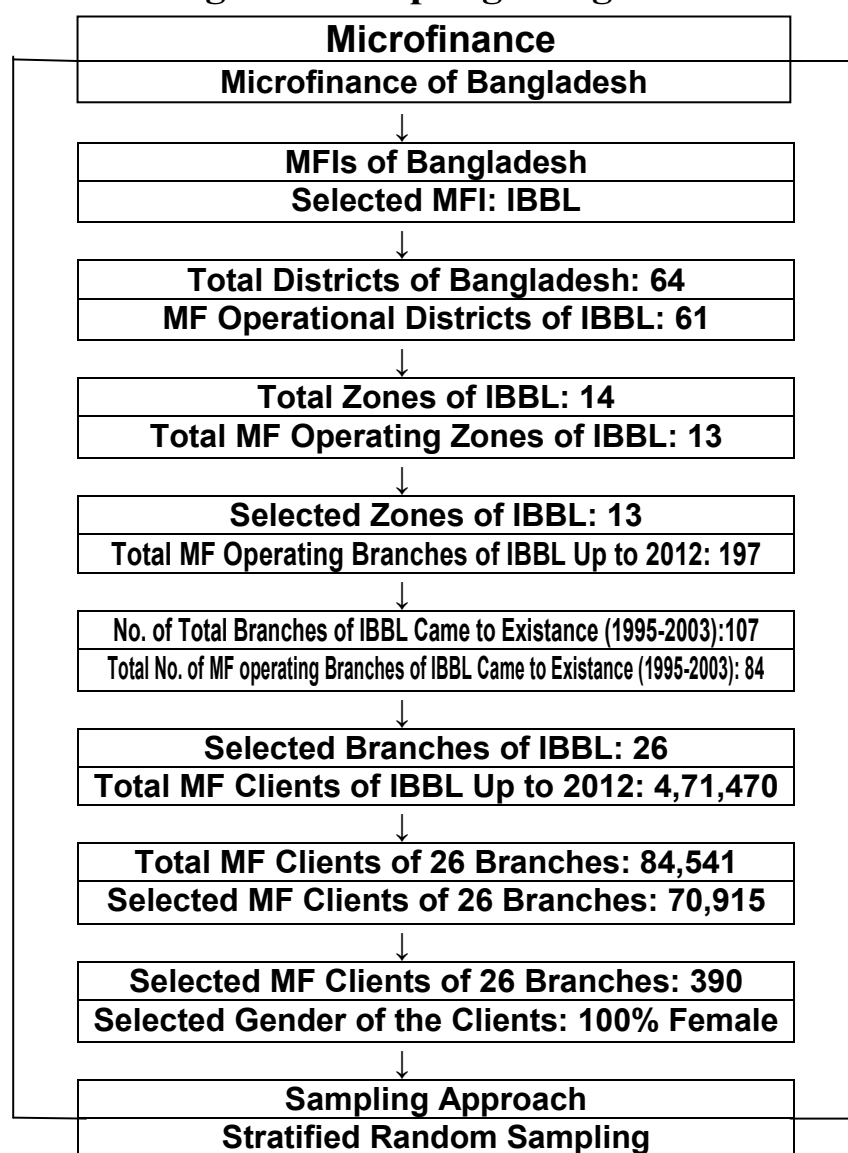 Microfinance
Microfinance of Bangladesh
↓
MFIs of Bangladesh
Selected MFI: IBBL
↓
Total Districts of Bangladesh: 64
MF Operational Districts of IBBL: 61
↓
Total Zones of IBBL: 14
Total MF Operating Zones of IBBL: 13
↓
Selected Zones of IBBL: 13
Total MF Operating Branches of IBBL Up to 2012: 197
↓
No. of Total Branches of IBBL Came to Existance (1995-2003):107
Total No. of MF operating Branches of IBBL Came to Existance (1995-2003): 84
↓
Selected Branches of IBBL: 26
Total MF Clients of IBBL Up to 2012: 4,71,470
↓
Total MF Clients of 26 Branches: 84,541
Selected MF Clients of 26 Branches: 70,915
↓
Selected MF Clients of 26 Branches: 390
Selected Gender of the Clients: 100% Female
↓
Sampling Approach
Stratified Random Sampling